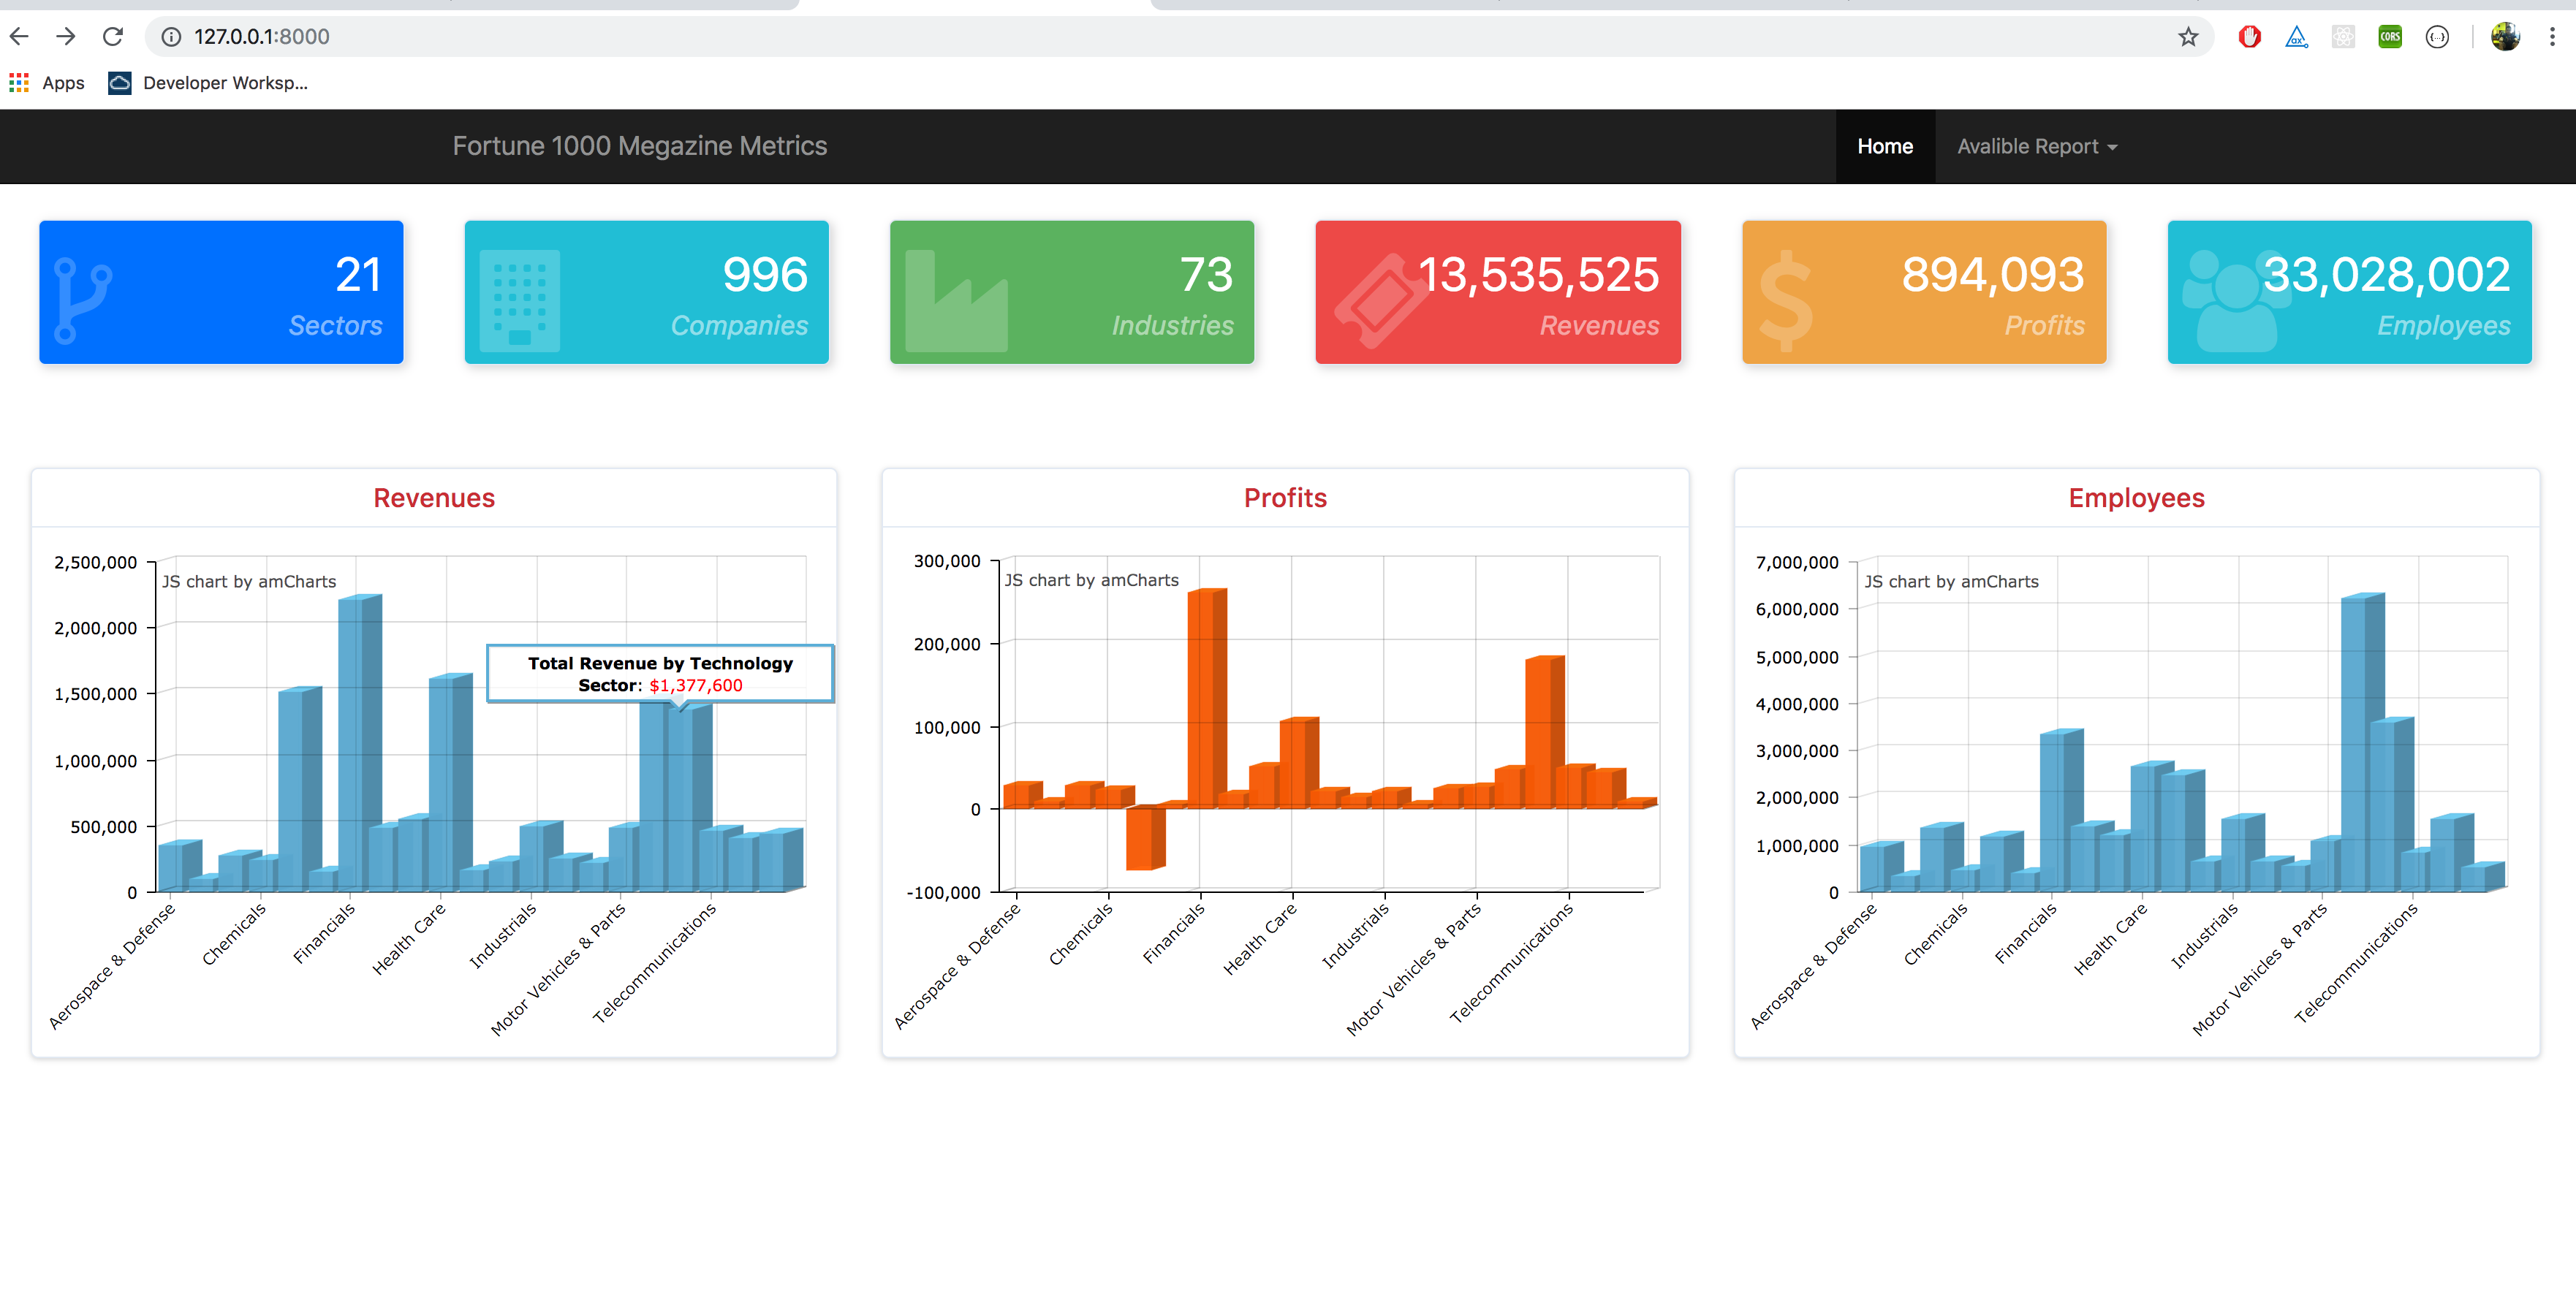 127.0.0.1:8000
Apps
Developer Worksp...
Fortune 1000 Megazine Metrics
Home
Avalible Report
21
Sectors
996
Companies
73
Industries
13,535,525
Revenues
894,093
Profits
33,028,002
Employees
ax
CORS
{...}
Revenues
2,500,000
2,000,000
1,500,000
1,000,000
500,000
0
JS chart by amCharts
Total Revenue by Technology
Sector: $1,377,600
Aerospace & Defense
Chemicals
Financials
Health Care
Industrials
Motor Vehicles & Parts
Telecommunications
Profits
300,000
200,000
100,000
0
-100,000
JS chart by amCharts
Aerospace & Defense
Chemicals
Financials
Health Care
Industrials
Motor Vehicles & Parts
Telecommunications
Employees
7,000,000
6,000,000
5,000,000
4,000,000
3,000,000
2,000,000
1,000,000
0
JS chart by amCharts
Aerospace & Defense
Chemicals
Financials
Health Care
Industrials
Motor Vehicles & Parts
Telecommunications